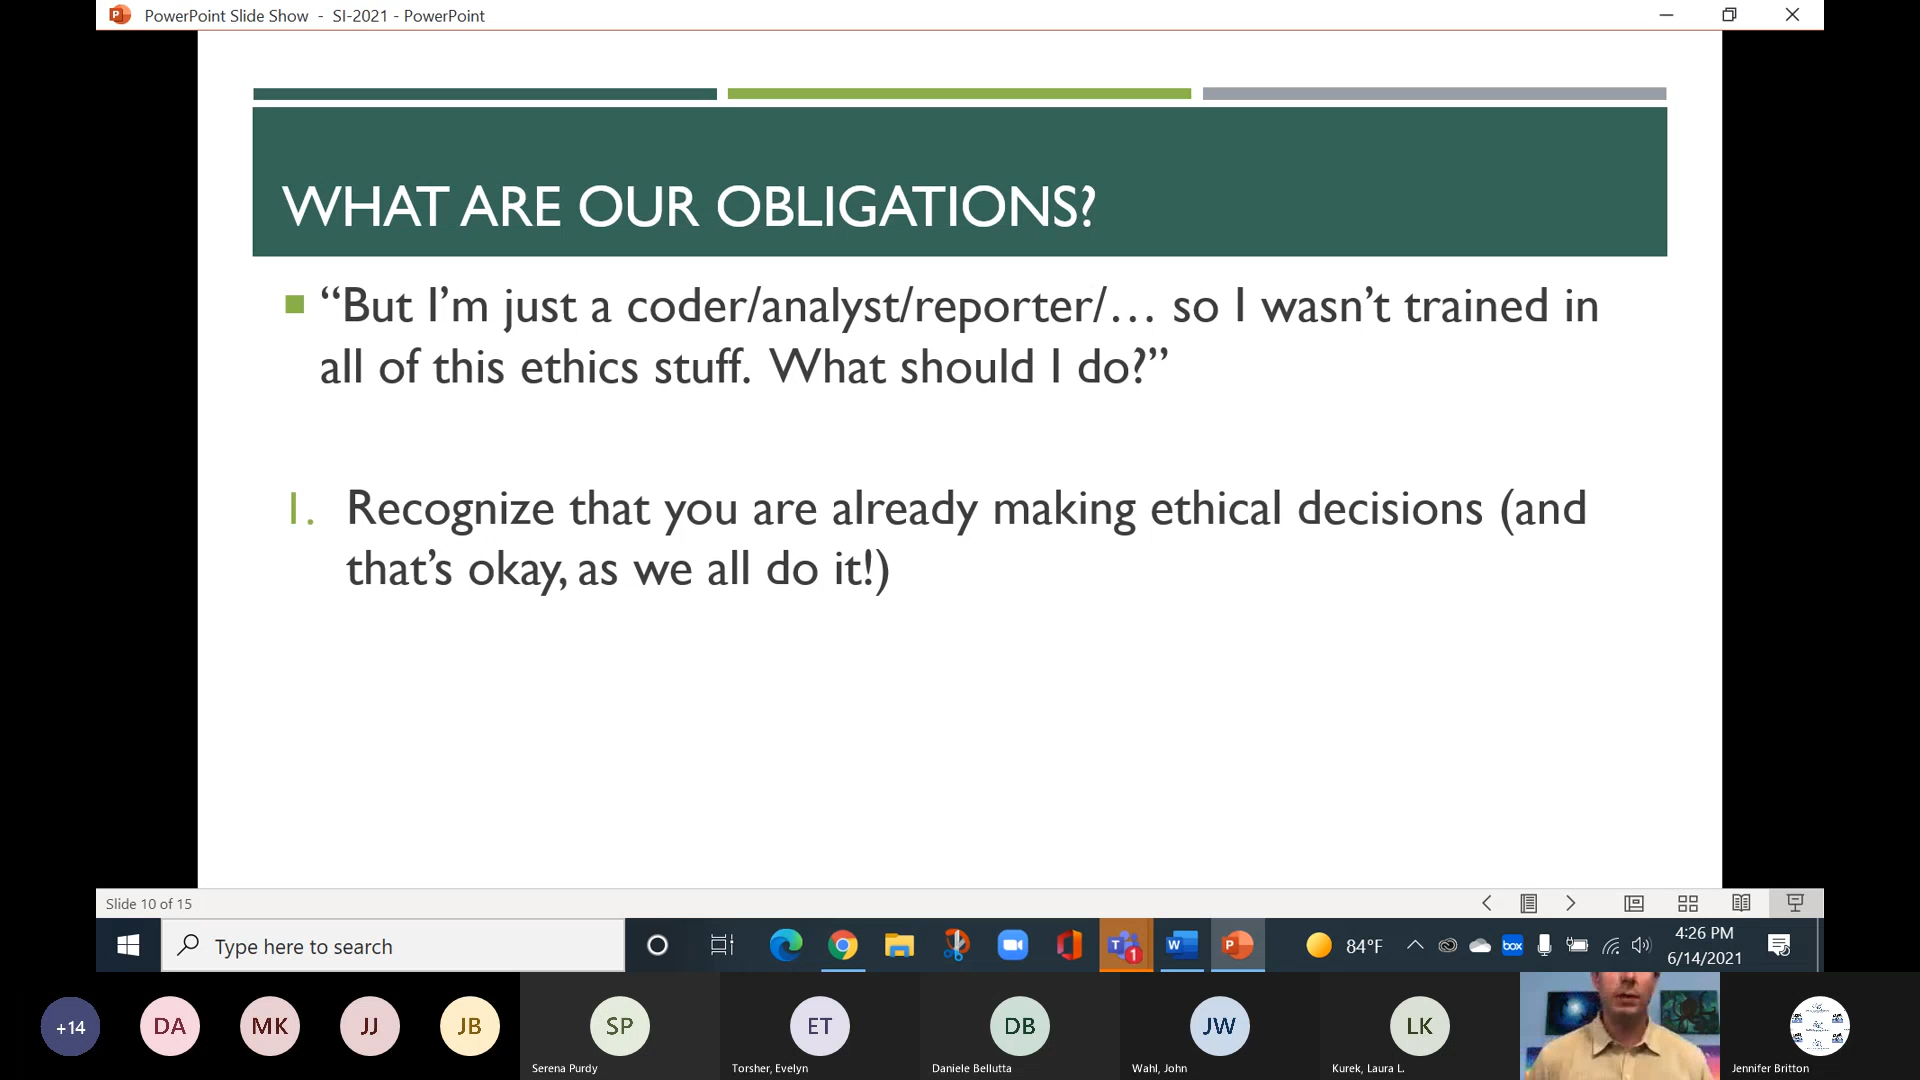 PowerPoint Slide Show - SI-2021 - PowerPoint
WHAT ARE OUR OBLIGATIONS?
“But I’m just a coder/analyst/reporter/… so I wasn’t trained in
all of this ethics stuff. What should I do?”
1. Recognize that you are already making ethical decisions (and
that’s okay, as we all do it!)
Slide 10 of 15
Type here to search
1
box
84°F
4:26 PM
6/14/2021
+14
DA
MK
JJ
JB
SP
ET
DB
JW
LK
Serena Purdy
Torsher, Evelyn
Daniele Bellutta
Wahl, John
Kurek, Laura L.
Jennifer Britton